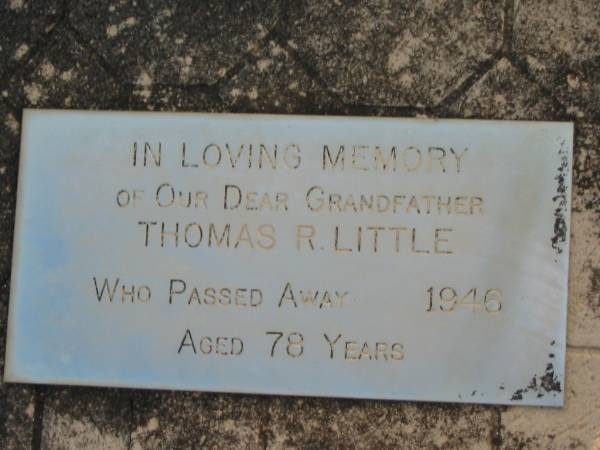 IN LOVING MEMORY
OF OUR DEAR GRANDFATHER
THOMAS R. LITTLE
WHO PASSED AWAY 1946
AGED 78 YEARS